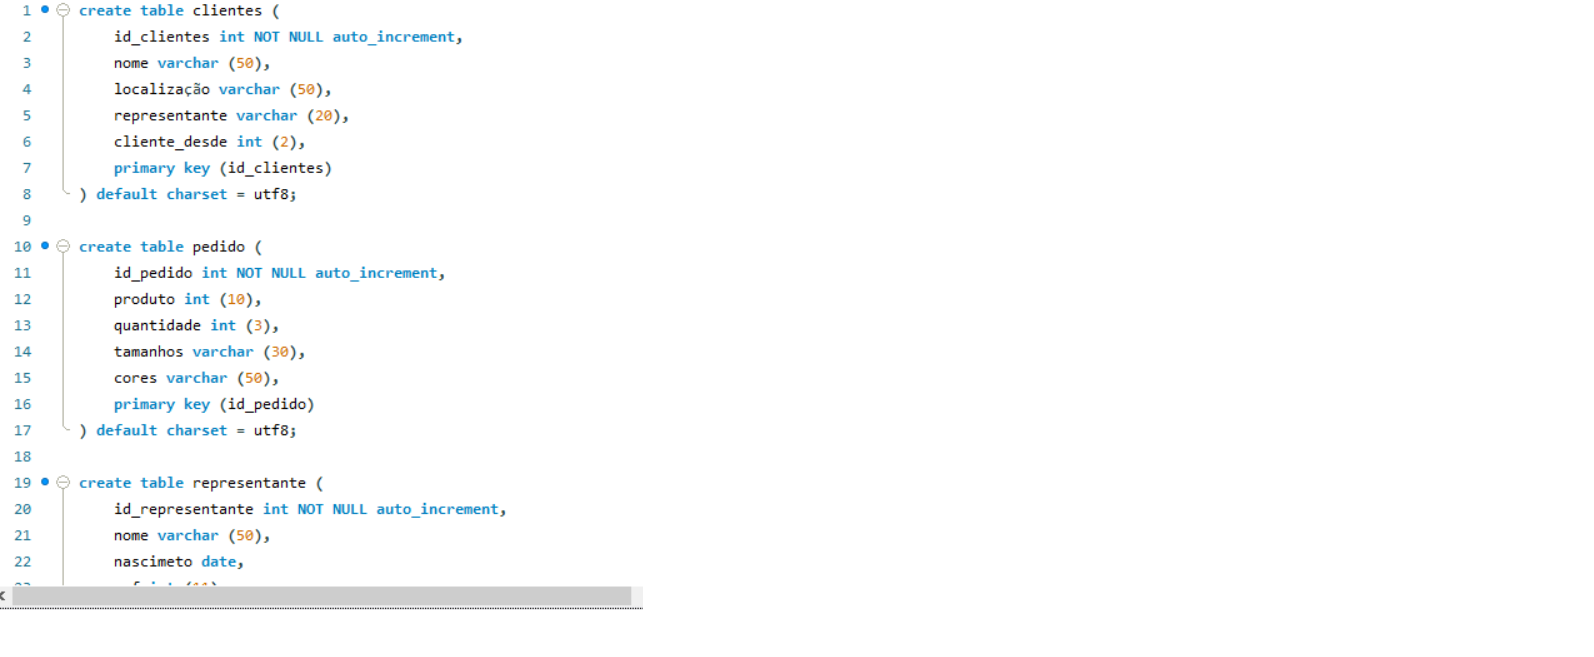 1 create table clientes (
2 id_clientes int NOT NULL auto_increment,
3 nome varchar (50),
4 localização varchar (50),
5 representante varchar (20),
6 cliente_desde int (2),
7 primary key (id_clientes)
8 ) default charset = utf8;
9
10 create table pedido (
11 id_pedido int NOT NULL auto_increment,
12 produto int (10),
13 quantidade int (3),
14 tamanhos varchar (30),
15 cores varchar (50),
16 primary key (id_pedido)
17 ) default charset = utf8;
18
19 create table representante (
20 id_representante int NOT NULL auto_increment,
21 nome varchar (50),
22 nascimeto date,